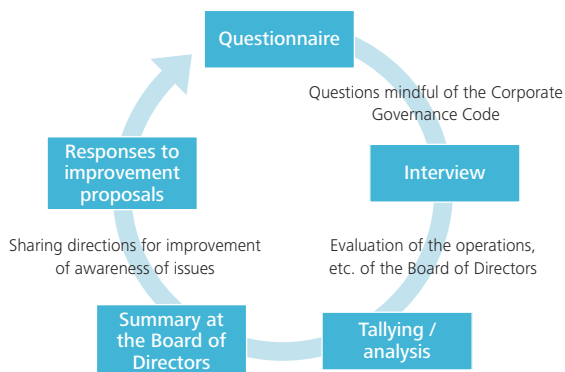 Questionnaire
Questions mindful of the Corporate
Governance Code
Interview
Evaluation of the operations,
etc. of the Board of Directors
Tallying /
analysis
Summary at
the Board of
Directors
Sharing directions for improvement
of awareness of issues
Responses to
improvement
proposals